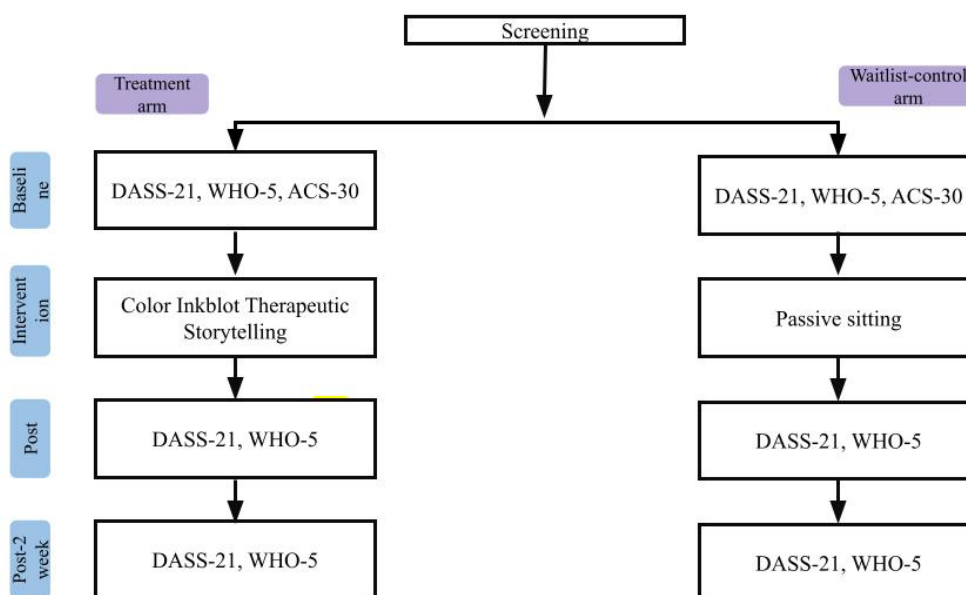 Screening
Treatment
arm
Waitlist-control
arm
Baseli
ne
DASS-21, WHO-5, ACS-30
DASS-21, WHO-5, ACS-30
Intervent
ion
Color Inkblot Therapeutic
Storytelling
Passive sitting
Post
DASS-21, WHO-5
DASS-21, WHO-5
Post-2
week
DASS-21, WHO-5
DASS-21, WHO-5